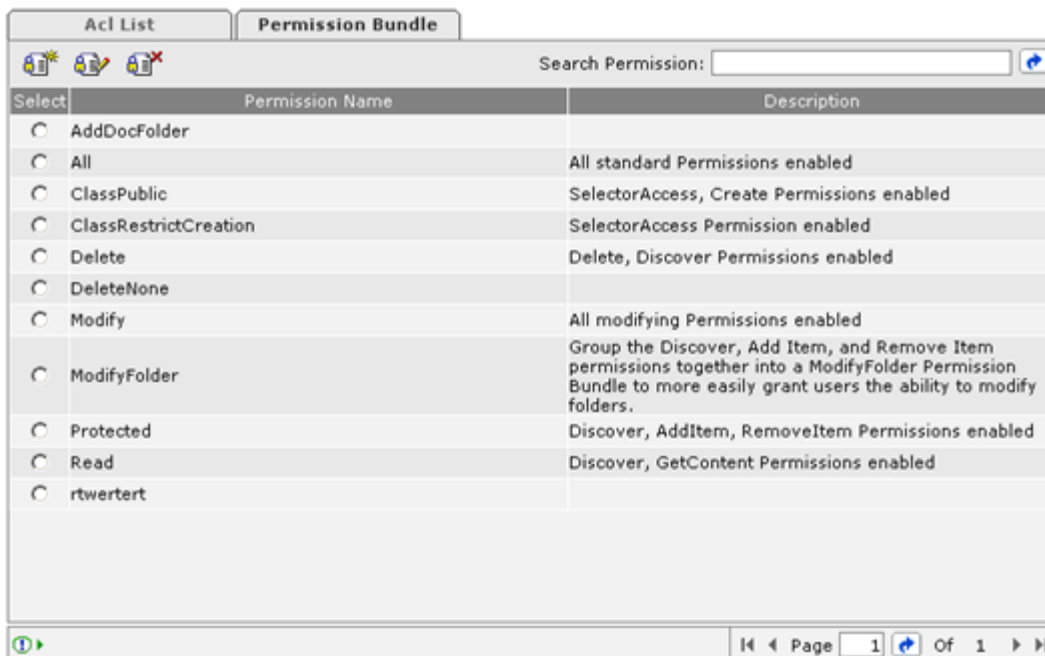 Acl List
Permission Bundle
Search Permission:
Select Permission Name Description
AddDocFolder
All All standard Permissions enabled
ClassPublic SelectorAccess, Create Permissions enabled
ClassRestrictCreation SelectorAccess Permission enabled
Delete Delete, Discover Permissions enabled
DeleteNone
Modify All modifying Permissions enabled
ModifyFolder
Group the Discover, Add Item, and Remove Item
permissions together into a ModifyFolder Permission
Bundle to more easily grant users the ability to modify
folders.
Protected Discover, AddItem, RemoveItem Permissions enabled
Read Discover, GetContent Permissions enabled
rtwertert
Page 1 Of 1